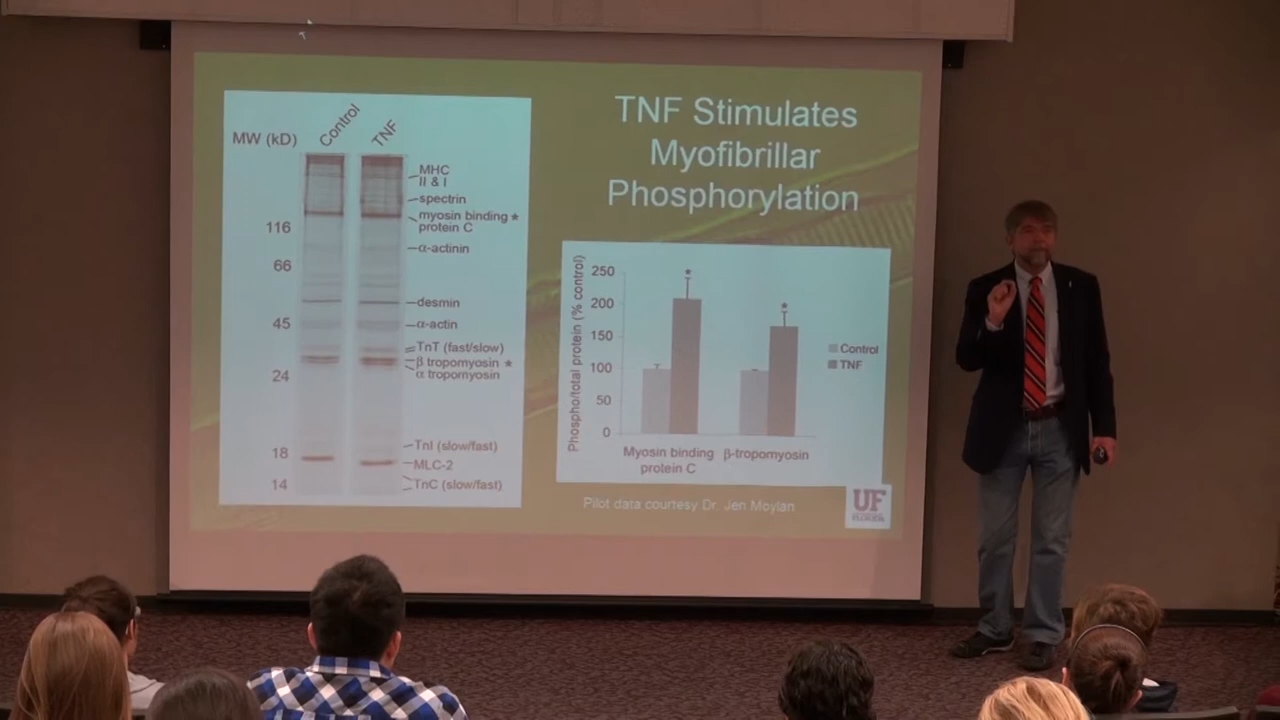 TNF Stimulates
Myofibrillar
Phosphorylation
MW (kD)
Control
TNF
116
66
45
24
18
14
MHC
II & I
spectrin
myosin binding *
protein C
α-actinin
desmin
α-actin
TnT (fast/slow)
β tropomyosin *
α tropomyosin
TnI (slow/fast)
MLC-2
TnC (slow/fast)
Phospho/total protein (% control)
250
200
150
100
50
0
*
*
Myosin binding
protein C
β-tropomyosin
Control
TNF
Pilot data courtesy Dr. Jen Moylan
UF
FLORIDA